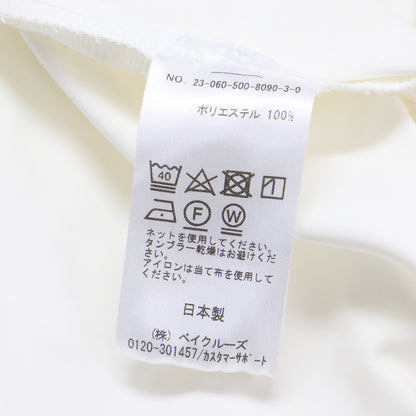 NO. 23-060-500-8090-3-0
ポリエステル 100%
40
F W
ネットを使用してください。
タンブラー乾燥はお避けくださ
い。
アイロンは当て布を使用してく
ださい。
日本製
(株) ベイクルーズ
0120-301457/カスタマーサポート